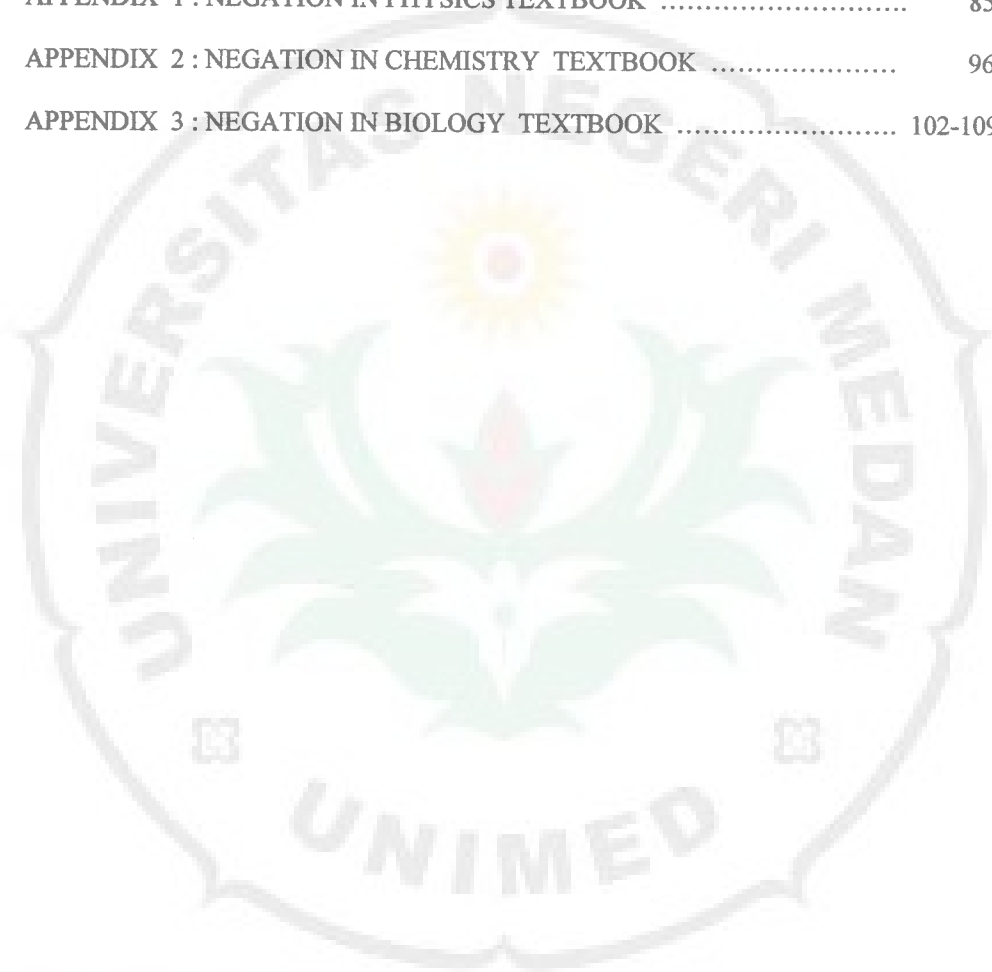 APPENDIX 1 : NEGATION IN PHYSICS TEXTBOOK ............................ 85
APPENDIX 2 : NEGATION IN CHEMISTRY TEXTBOOK ..................... 96
APPENDIX 3 : NEGATION IN BIOLOGY TEXTBOOK ........................ 102-109
UNIVERSITAS NEGERI MEDAN
UNIMED